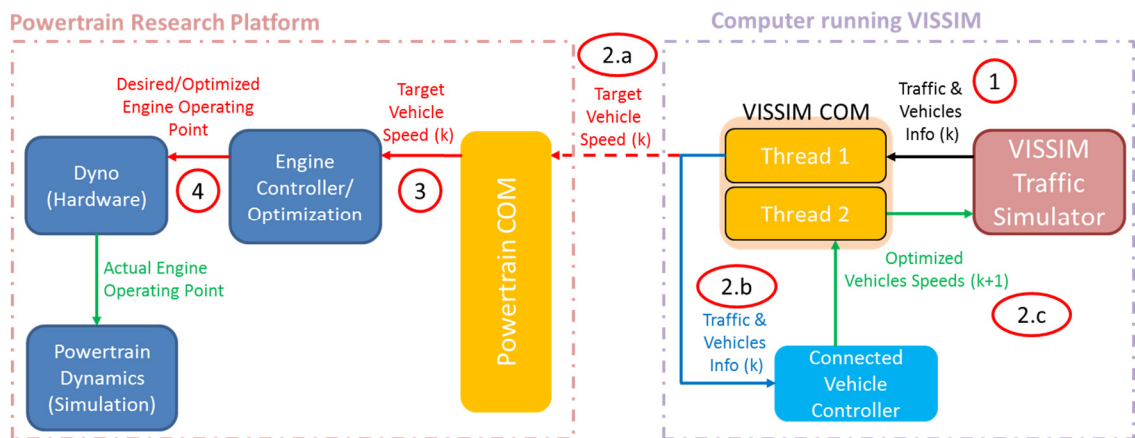 Powertrain Research Platform
Computer running VISSIM
2.a
1
Desired/Optimized
Engine Operating
Point
Target
Vehicle
Speed (k)
Target
Vehicle
Speed (k)
VISSIM COM
Traffic &
Vehicles
Info (k)
Dyno
(Hardware)
4
Engine
Controller/
Optimization
3
Powertrain COM
Thread 1
Thread 2
VISSIM
Traffic
Simulator
Actual Engine
Operating Point
Optimized
Vehicles Speeds (k+1)
2.b
2.c
Traffic &
Vehicles
Info (k)
Powertrain
Dynamics
(Simulation)
Connected
Vehicle
Controller